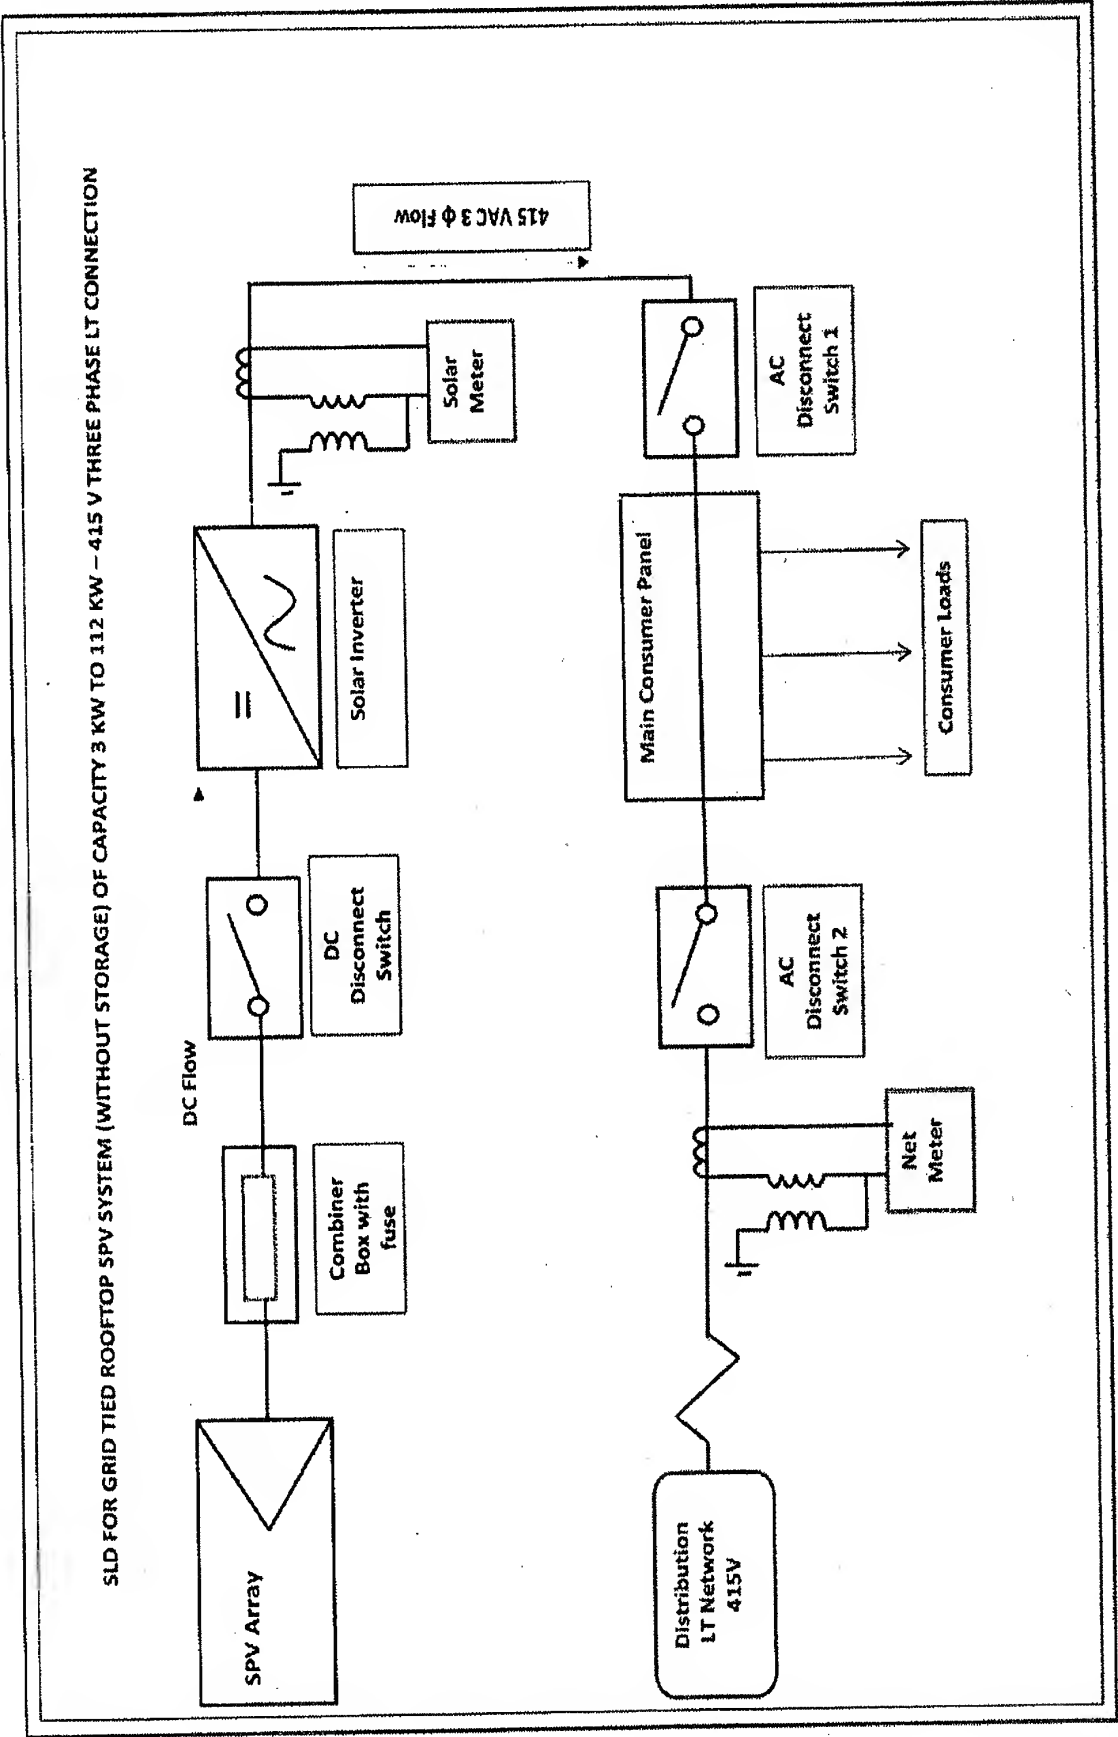 SLD FOR GRID TIED ROOFTOP SPV SYSTEM (WITHOUT STORAGE) OF CAPACITY 3 KW TO 112 KW – 415 V THREE PHASE LT CONNECTION
SPV Array
Combiner
Box with
fuse
DC Flow
DC
Disconnect
Switch
Solar Inverter
Solar
Meter
415 VAC 3 ϕ Flow
Distribution
LT Network
415V
Net
Meter
AC
Disconnect
Switch 2
Main Consumer Panel
Consumer Loads
AC
Disconnect
Switch 1